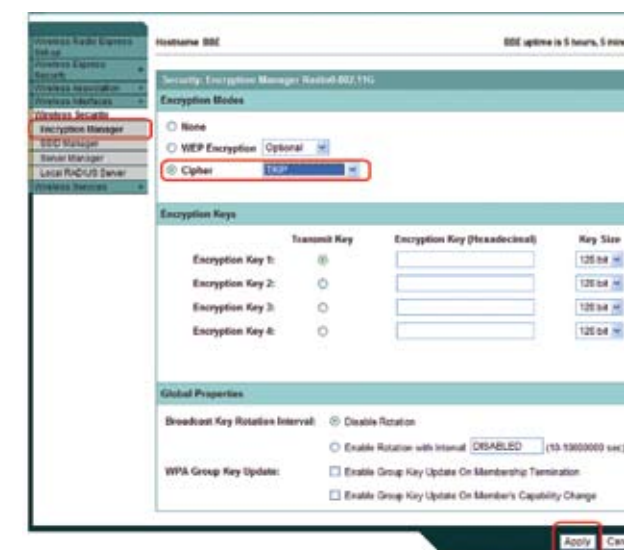 Wireless Radio Express
Setup
Wireless Express
Security
Wireless Association
Wireless Interfaces
Wireless Security
Encryption Manager
SSID Manager
Server Manager
Local RADIUS Server
Wireless Services
Hostname BBE
BBE uptime is 5 hours, 5 minu
Security: Encryption Manager Radio0-802.11G
Encryption Modes
None
WEP Encryption Optional
Cipher TKIP
Encryption Keys
Transmit Key Encryption Key (Hexadecimal) Key Size
Encryption Key 1: 128 bit
Encryption Key 2: 128 bit
Encryption Key 3: 128 bit
Encryption Key 4: 128 bit
Global Properties
Broadcast Key Rotation Interval: Disable Rotation
Enable Rotation with Interval DISABLED (10-10000000 sec)
WPA Group Key Update: Enable Group Key Update On Membership Termination
Enable Group Key Update On Member's Capability Change
Apply Can